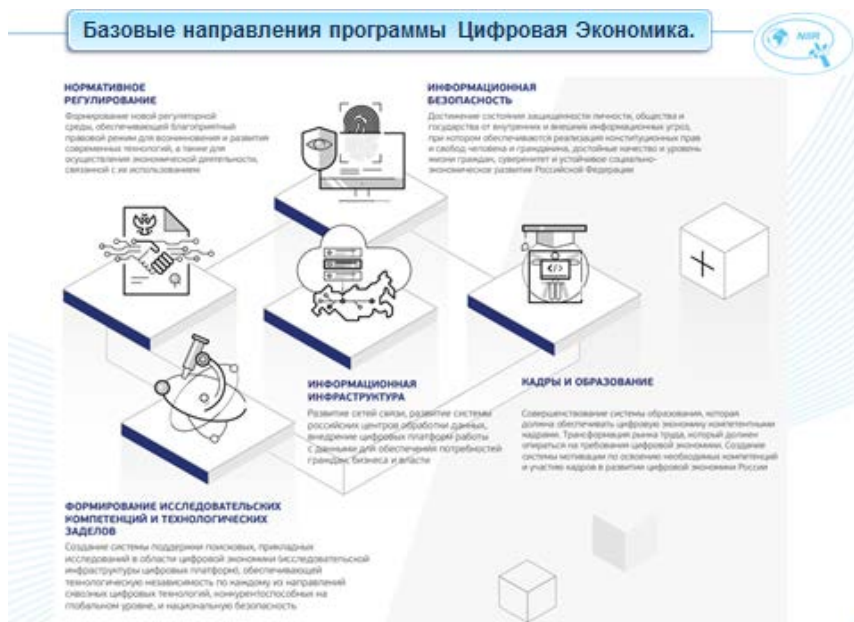 Базовые направления программы Цифровая Экономика.
NIIR
НОРМАТИВНОЕ
РЕГУЛИРОВАНИЕ
Формирование новой регуляторной
среды, обеспечивающей благоприятный
правовой режим для возникновения и развития
современных технологий, а также для
осуществления экономической деятельности,
связанной с их использованием
ИНФОРМАЦИОННАЯ
БЕЗОПАСНОСТЬ
Достижение состояния защищенности личности, общества и
государства от внутренних и внешних информационных угроз,
при котором обеспечиваются реализация конституционных прав
и свобод человека и гражданина, достойные качество и уровень
жизни граждан, суверенитет и устойчивое социально-
экономическое развитие Российской Федерации
</>
ИНФОРМАЦИОННАЯ
ИНФРАСТРУКТУРА
Развитие сетей связи, развитие системы
российских центров обработки данных,
внедрение цифровых платформ работы
с данными для обеспечения потребностей
граждан, бизнеса и власти
КАДРЫ И ОБРАЗОВАНИЕ
Совершенствование системы образования, которая
должна обеспечивать цифровую экономику компетентными
кадрами. Трансформация рынка труда, который должен
опираться на требования цифровой экономики. Создание
системы мотивации по освоению необходимых компетенций
и участию кадров в развитии цифровой экономики России
ФОРМИРОВАНИЕ ИССЛЕДОВАТЕЛЬСКИХ
КОМПЕТЕНЦИЙ И ТЕХНОЛОГИЧЕСКИХ
ЗАДЕЛОВ
Создание системы поддержки поисковых, прикладных
исследований в области цифровой экономики (исследовательской
инфраструктуры цифровых платформ), обеспечивающей
технологическую независимость по каждому из направлений
сквозных цифровых технологий, конкурентоспособных на
глобальном уровне, и национальную безопасность